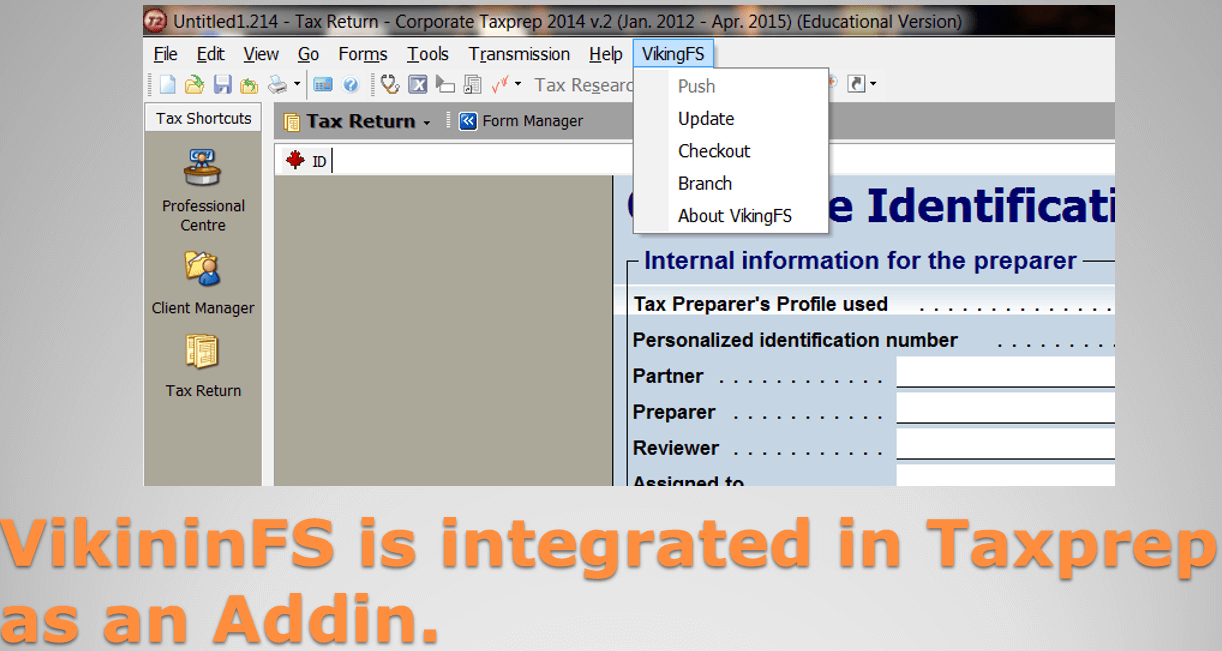 Untitled1.214 - Tax Return - Corporate Taxprep 2014 v.2 (Jan. 2012 - Apr. 2015) (Educational Version)
File Edit View Go Forms Tools Transmission Help VikingFS
Tax
Push
Update
Checkout
Branch
About VikingFS
Tax Shortcuts
Tax Return
Form Manager
ID
Professional
Centre
Client Manager
Tax Return
Internal information for the preparer
Tax Preparer's Profile used . . . . . . . . . . . . . .
Personalized identification number . . . . . . . . .
Partner . . . . . . . . . . . .
Preparer . . . . . . . . . . .
Reviewer . . . . . . . . . . .
Assigned to
VikininFS is integrated in Taxprep
as an Addin.